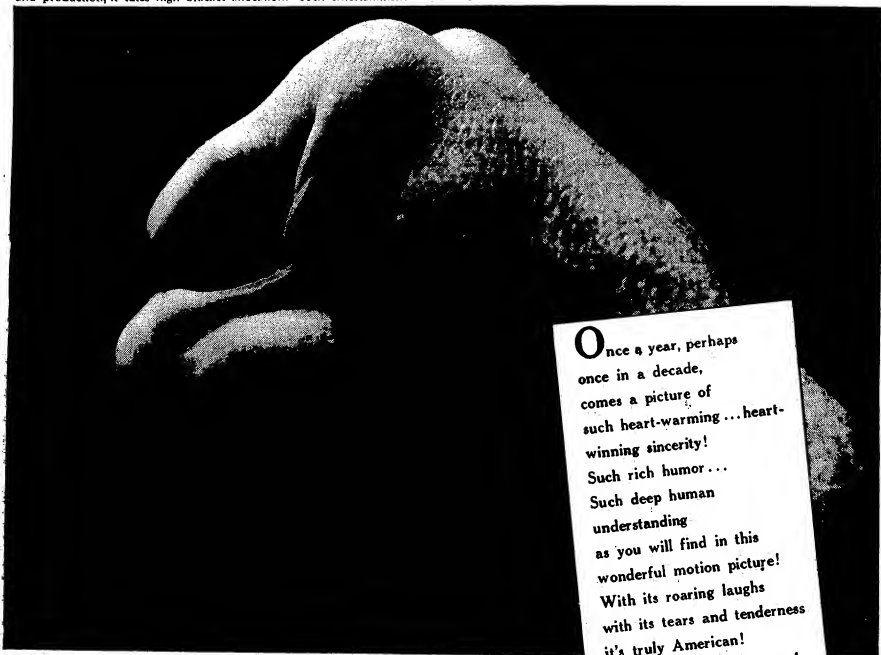 Once a year, perhaps
once in a decade,
comes a picture of
such heart-warming...heart-
winning sincerity!
Such rich humor...
Such deep human
understanding
as you will find in this
wonderful motion picture!
With its roaring laughs
with its tears and tenderness
it's truly American!